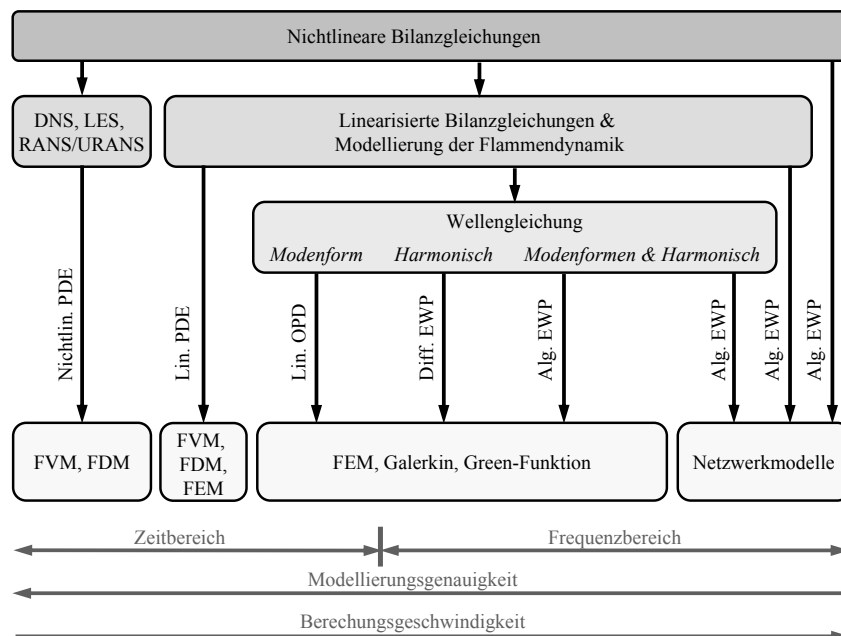 Nichtlineare Bilanzgleichungen
DNS, LES,
RANS/URANS
Linearisierte Bilanzgleichungen &
Modellierung der Flammendynamik
Wellengleichung
Modenform Harmonisch Modenformen & Harmonisch
Nichtlin. PDE
Lin. PDE
Lin. OPD
Diff. EWP
Alg. EWP
Alg. EWP
Alg. EWP
Alg. EWP
FVM, FDM
FVM,
FDM,
FEM
FEM, Galerkin, Green-Funktion
Netzwerkmodelle
Zeitbereich
Frequenzbereich
Modellierungsgenauigkeit
Berechungsgeschwindigkeit